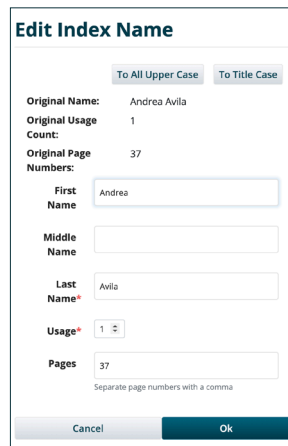 Edit Index Name
To All Upper Case To Title Case
Original Name: Andrea Avila
Original Usage 1
Count:
Original Page 37
Numbers:
First Andrea
Name
Middle
Name
Last Avila
Name*
Usage* 1
Pages 37
Separate page numbers with a comma
Cancel Ok